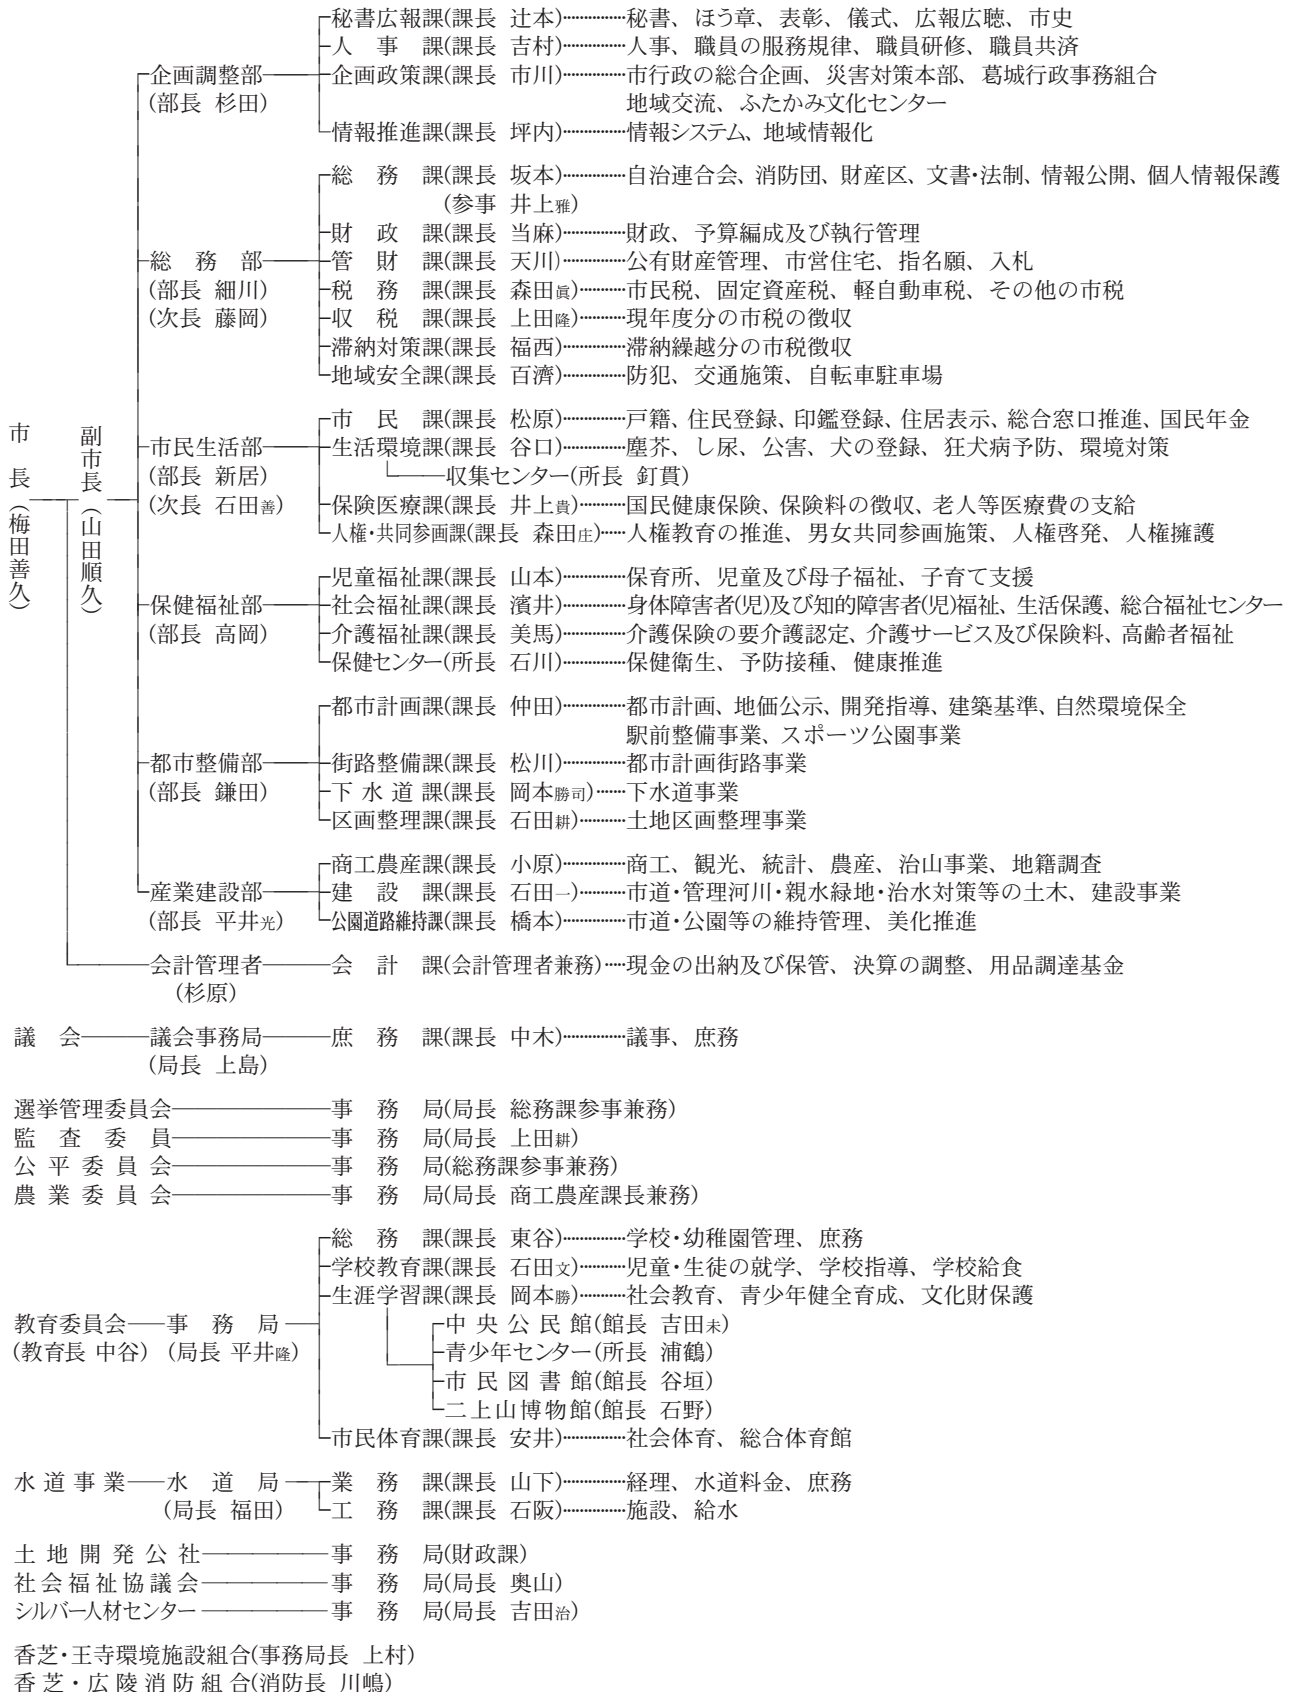 秘書広報課(課長 辻本)……………秘書、ほう章、表彰、儀式、広報広聴、市史
人事課(課長 吉村)……………人事、職員の服務規律、職員研修、職員共済
企画調整部 企画政策課(課長 市川)……………市行政の総合企画、災害対策本部、葛城行政事務組合
(部長 杉田) 地域交流、ふたかみ文化センター
情報推進課(課長 坪内)……………情報システム、地域情報化
総務課(課長 坂本)……………自治連合会、消防団、財産区、文書・法制、情報公開、個人情報保護
(参事 井上雅)
財政課(課長 当麻)……………財政、予算編成及び執行管理
総務部 管財課(課長 天川)……………公有財産管理、市営住宅、指名願、入札
(部長 細川) 税務課(課長 森田眞)…………市民税、固定資産税、軽自動車税、その他の市税
(次長 藤岡) 収税課(課長 上田隆)…………現年度分の市税の徴収
滞納対策課(課長 福西)……………滞納繰越分の市税徴収
地域安全課(課長 百濟)……………防犯、交通施策、自転車駐車場
市長(梅田善久)
副市長(山田順久)
市民課(課長 松原)……………戸籍、住民登録、印鑑登録、住居表示、総合窓口推進、国民年金
市民生活部 生活環境課(課長 谷口)……………塵芥、し尿、公害、犬の登録、狂犬病予防、環境対策
(部長 新居) 収集センター(所長 釘貫)
(次長 石田善) 保険医療課(課長 井上貴)…………国民健康保険、保険料の徴収、老人等医療費の支給
人権・共同参画課(課長 森田庄)……人権教育の推進、男女共同参画施策、人権啓発、人権擁護
児童福祉課(課長 山本)……………保育所、児童及び母子福祉、子育て支援
保健福祉部 社会福祉課(課長 濱井)……………身体障害者(児)及び知的障害者(児)福祉、生活保護、総合福祉センター
(部長 高岡) 介護福祉課(課長 美馬)……………介護保険の要介護認定、介護サービス及び保険料、高齢者福祉
保健センター(所長 石川)……………保健衛生、予防接種、健康推進
都市計画課(課長 仲田)……………都市計画、地価公示、開発指導、建築基準、自然環境保全
駅前整備事業、スポーツ公園事業
都市整備部 街路整備課(課長 松川)……………都市計画街路事業
(部長 鎌田) 下水道課(課長 岡本勝司)………下水道事業
区画整理課(課長 石田耕)…………土地区画整理事業
商工農産課(課長 小原)……………商工、観光、統計、農産、治山事業、地籍調査
産業建設部 建設課(課長 石田一)…………市道・管理河川・親水緑地・治水対策等の土木、建設事業
(部長 平井光) 公園道路維持課(課長 橋本)……………市道・公園等の維持管理、美化推進
会計管理者 会計課(会計管理者兼務)……現金の出納及び保管、決算の調整、用品調達基金
(杉原)
議会 議会事務局 庶務課(課長 中木)……………議事、庶務
(局長 上島)
選挙管理委員会 事務局(局長 総務課参事兼務)
監査委員 事務局(局長 上田耕)
公平委員会 事務局(総務課参事兼務)
農業委員会 事務局(局長 商工農産課長兼務)
総務課(課長 東谷)……………学校・幼稚園管理、庶務
学校教育課(課長 石田文)…………児童・生徒の就学、学校指導、学校給食
生涯学習課(課長 岡本勝)…………社会教育、青少年健全育成、文化財保護
教育委員会 事務局 中央公民館(館長 吉田未)
(教育長 中谷) (局長 平井隆) 青少年センター(所長 浦鶴)
市民図書館(館長 谷垣)
二上山博物館(館長 石野)
市民体育課(課長 安井)……………社会体育、総合体育館
水道事業 水道局 業務課(課長 山下)……………経理、水道料金、庶務
(局長 福田) 工務課(課長 石阪)……………施設、給水
土地開発公社 事務局(財政課)
社会福祉協議会 事務局(局長 奥山)
シルバー人材センター 事務局(局長 吉田治)
香芝・王寺環境施設組合(事務局長 上村)
香芝・広陵消防組合(消防長 川嶋)